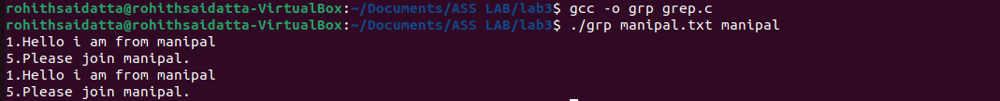 rohithsaidatta@rohithsaidatta-VirtualBox:~/Documents/ASS LAB/lab3$ gcc -o grp grep.c
rohithsaidatta@rohithsaidatta-VirtualBox:~/Documents/ASS LAB/lab3$ ./grp manipal.txt manipal
1.Hello i am from manipal
5.Please join manipal.
1.Hello i am from manipal
5.Please join manipal.